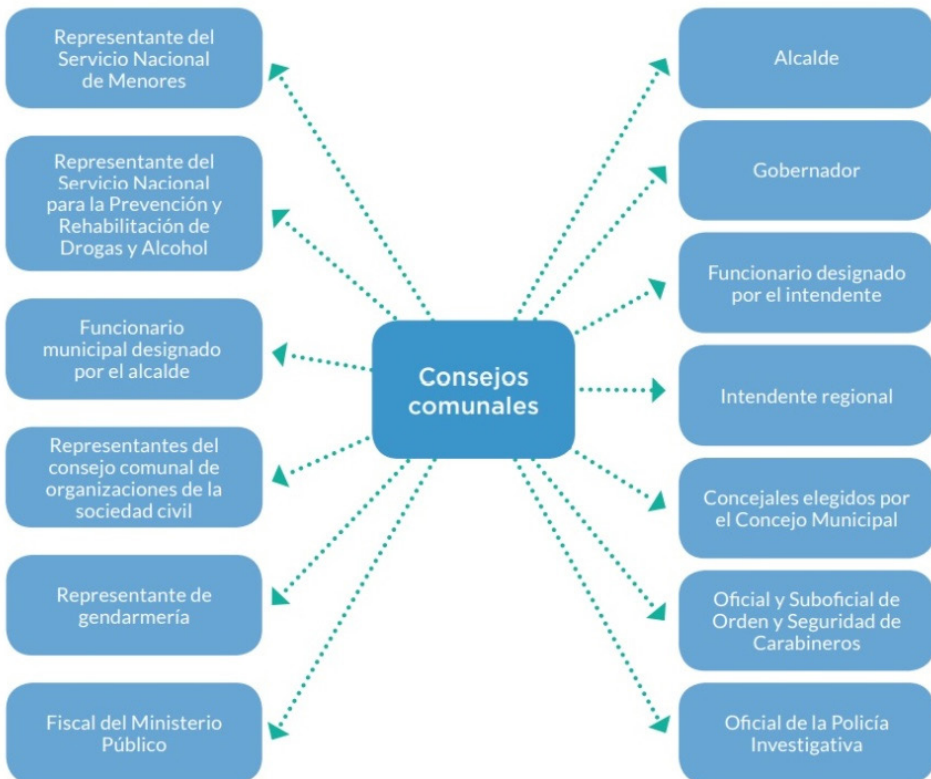 Representante del
Servicio Nacional
de Menores
Representante del
Servicio Nacional
para la Prevención y
Rehabilitación de
Drogas y Alcohol
Funcionario
municipal designado
por el alcalde
Representantes del
consejo comunal de
organizaciones de la
sociedad civil
Representante de
gendarmería
Fiscal del Ministerio
Público
Consejos
comunales
Alcalde
Gobernador
Funcionario designado
por el intendente
Intendente regional
Concejales elegidos por
el Concejo Municipal
Oficial y Suboficial de
Orden y Seguridad de
Carabineros
Oficial de la Policía
Investigativa